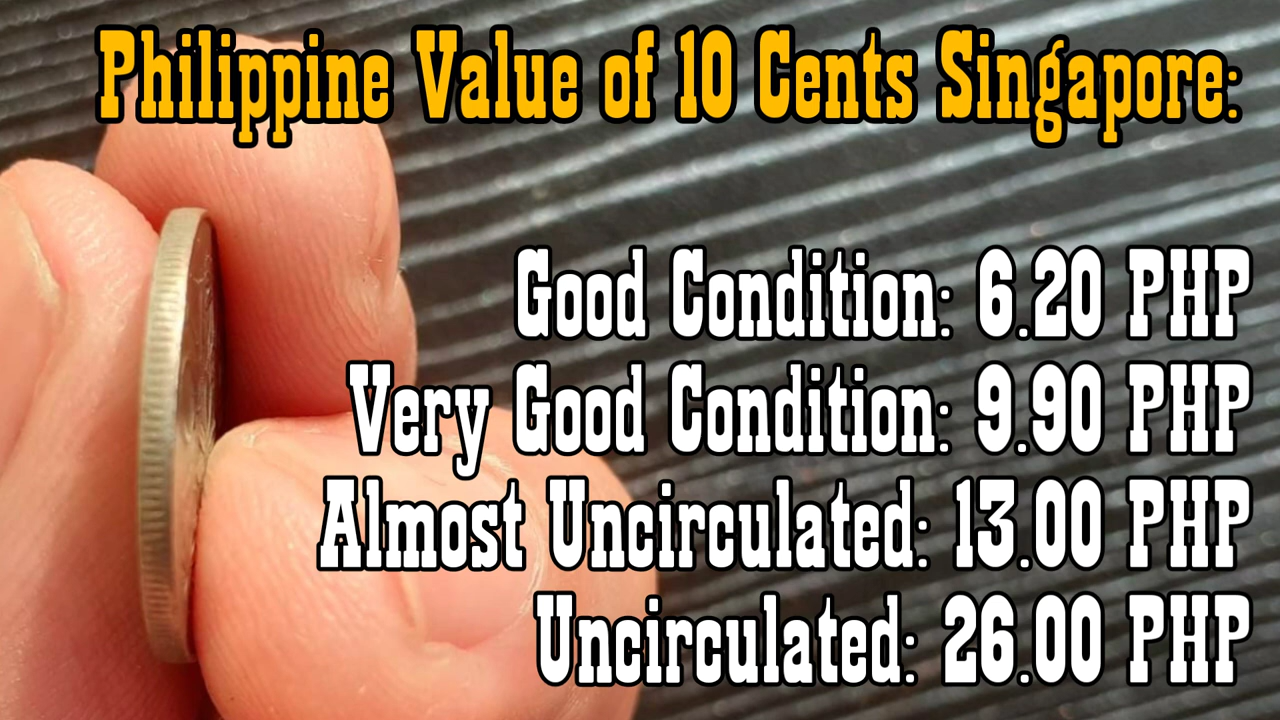 Philippine Value of 10 Cents Singapore:
Good Condition: 6.20 PHP
Very Good Condition: 9.90 PHP
Almost Uncirculated: 13.00 PHP
Uncirculated: 26.00 PHP